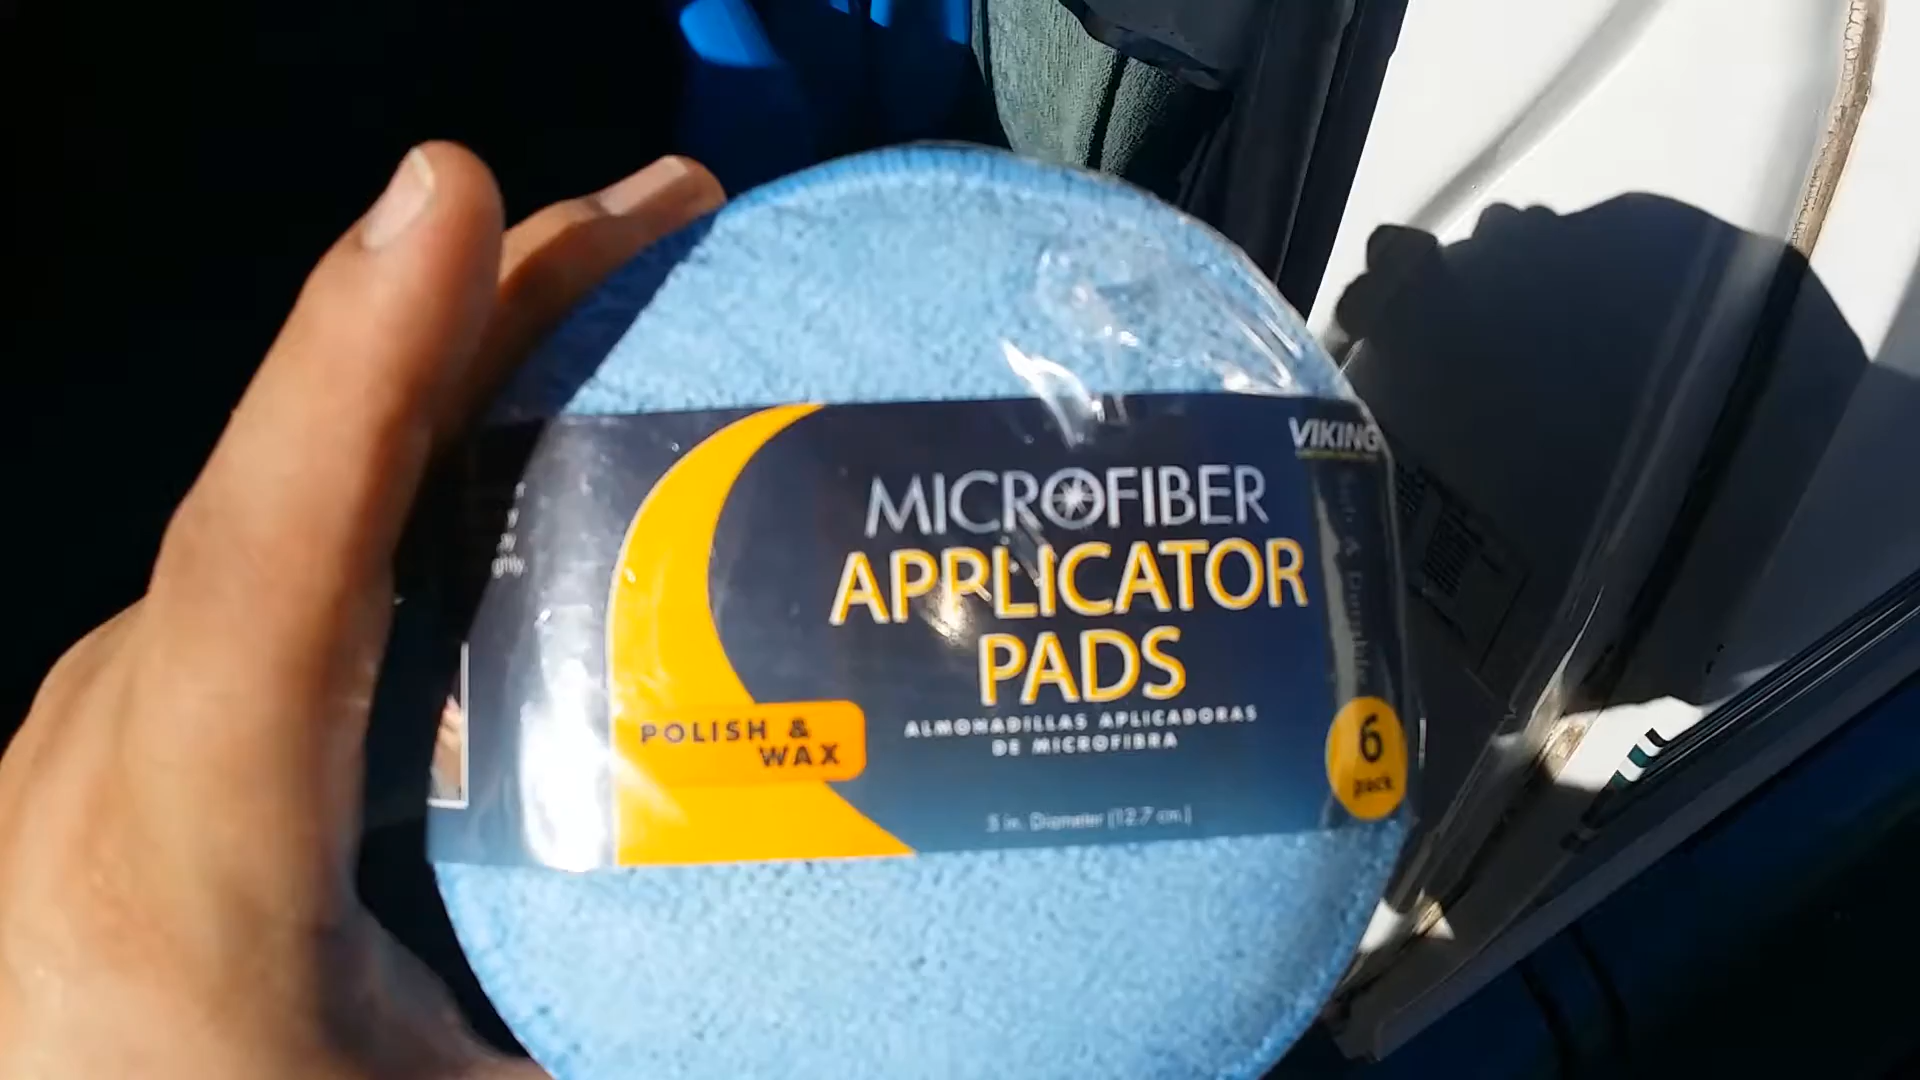 VIKING
MICROFIBER
APPLICATOR
PADS
POLISH &
WAX
ALMOHADILLAS APLICADORAS
DE MICROFIBRA
5 in. Diameter (12.7 cm.)
6
pack